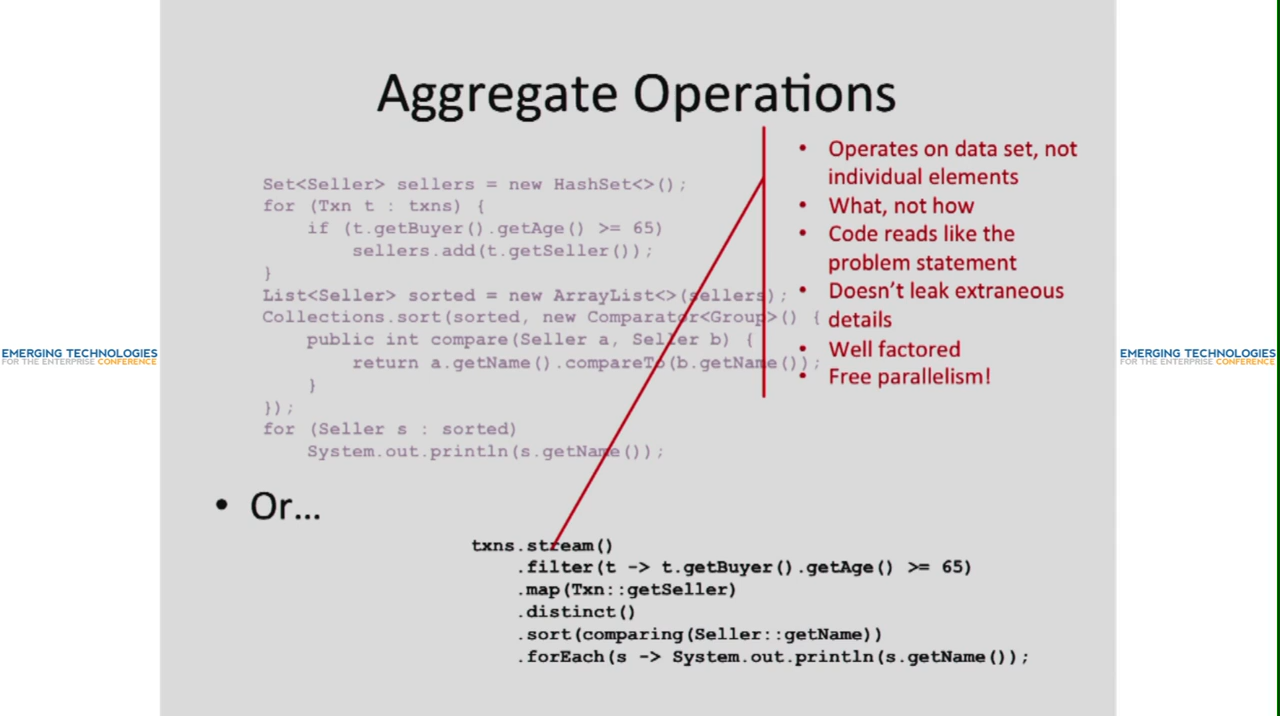 Aggregate Operations
Set<Seller> sellers = new HashSet<>();
for (Txn t : txns) {
    if (t.getBuyer().getAge() >= 65)
        sellers.add(t.getSeller());
}
List<Seller> sorted = new ArrayList<>(sellers);
Collections.sort(sorted, new Comparator<Group>() {
    public int compare(Seller a, Seller b) {
        return a.getName().compareTo(b.getName());
    }
});
for (Seller s : sorted)
    System.out.println(s.getName());
• Operates on data set, not
individual elements
• What, not how
• Code reads like the
problem statement
• Doesn't leak extraneous
details
• Well factored
• Free parallelism!
• Or...
txns.stream()
    .filter(t -> t.getBuyer().getAge() >= 65)
    .map(Txn::getSeller)
    .distinct()
    .sort(comparing(Seller::getName))
    .forEach(s -> System.out.println(s.getName());
EMERGING TECHNOLOGIES
FOR THE ENTERPRISE CONFERENCE
EMERGING TECHNOLOGIES
FOR THE ENTERPRISE CONFERENCE